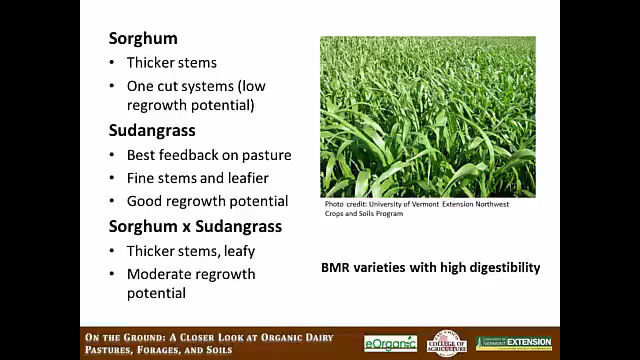 Sorghum
• Thicker stems
• One cut systems (low
regrowth potential)
Sudangrass
• Best feedback on pasture
• Fine stems and leafier
• Good regrowth potential
Sorghum x Sudangrass
• Thicker stems, leafy
• Moderate regrowth
potential
Photo credit: University of Vermont Extension Northwest
Crops and Soils Program
BMR varieties with high digestibility
On the Ground: A Closer Look at Organic Dairy
Pastures, Forages, and Soils
eOrganic
COLLEGE OF
AGRICULTURE
EXTENSION